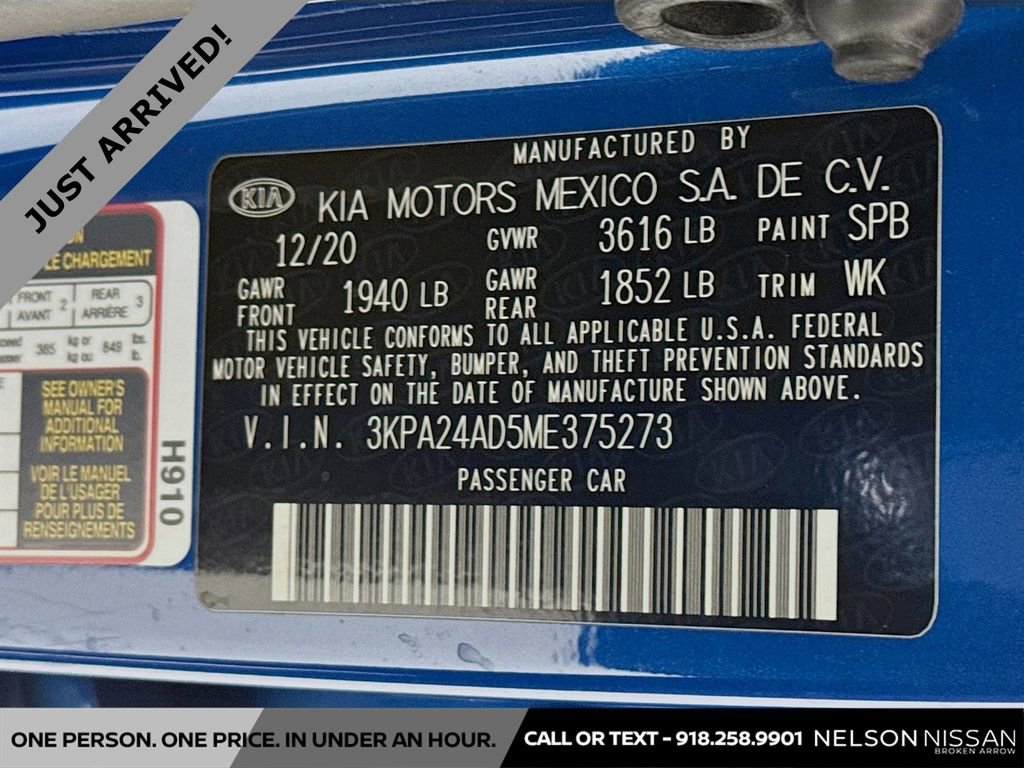 JUST ARRIVED!
MANUFACTURED BY
KIA KIA MOTORS MEXICO S.A. DE C.V.
12/20 GVWR 3616 LB PAINT SPB
GAWR FRONT 1940 LB GAWR REAR 1852 LB TRIM WK
THIS VEHICLE CONFORMS TO ALL APPLICABLE U.S.A. FEDERAL
MOTOR VEHICLE SAFETY, BUMPER, AND THEFT PREVENTION STANDARDS
IN EFFECT ON THE DATE OF MANUFACTURE SHOWN ABOVE.
V.I.N. 3KPA24AD5ME375273
PASSENGER CAR
CHARGEMENT
FRONT 2 REAR 3
AVANT ARRIÈRE
385 kg or 849 lbs.
kg ou lb.
SEE OWNER'S
MANUAL FOR
ADDITIONAL
INFORMATION
VOIR LE MANUEL
DE L'USAGER
POUR PLUS DE
RENSEIGNEMENTS
H910
ONE PERSON. ONE PRICE. IN UNDER AN HOUR. CALL OR TEXT - 918.258.9901 NELSON NISSAN
BROKEN ARROW